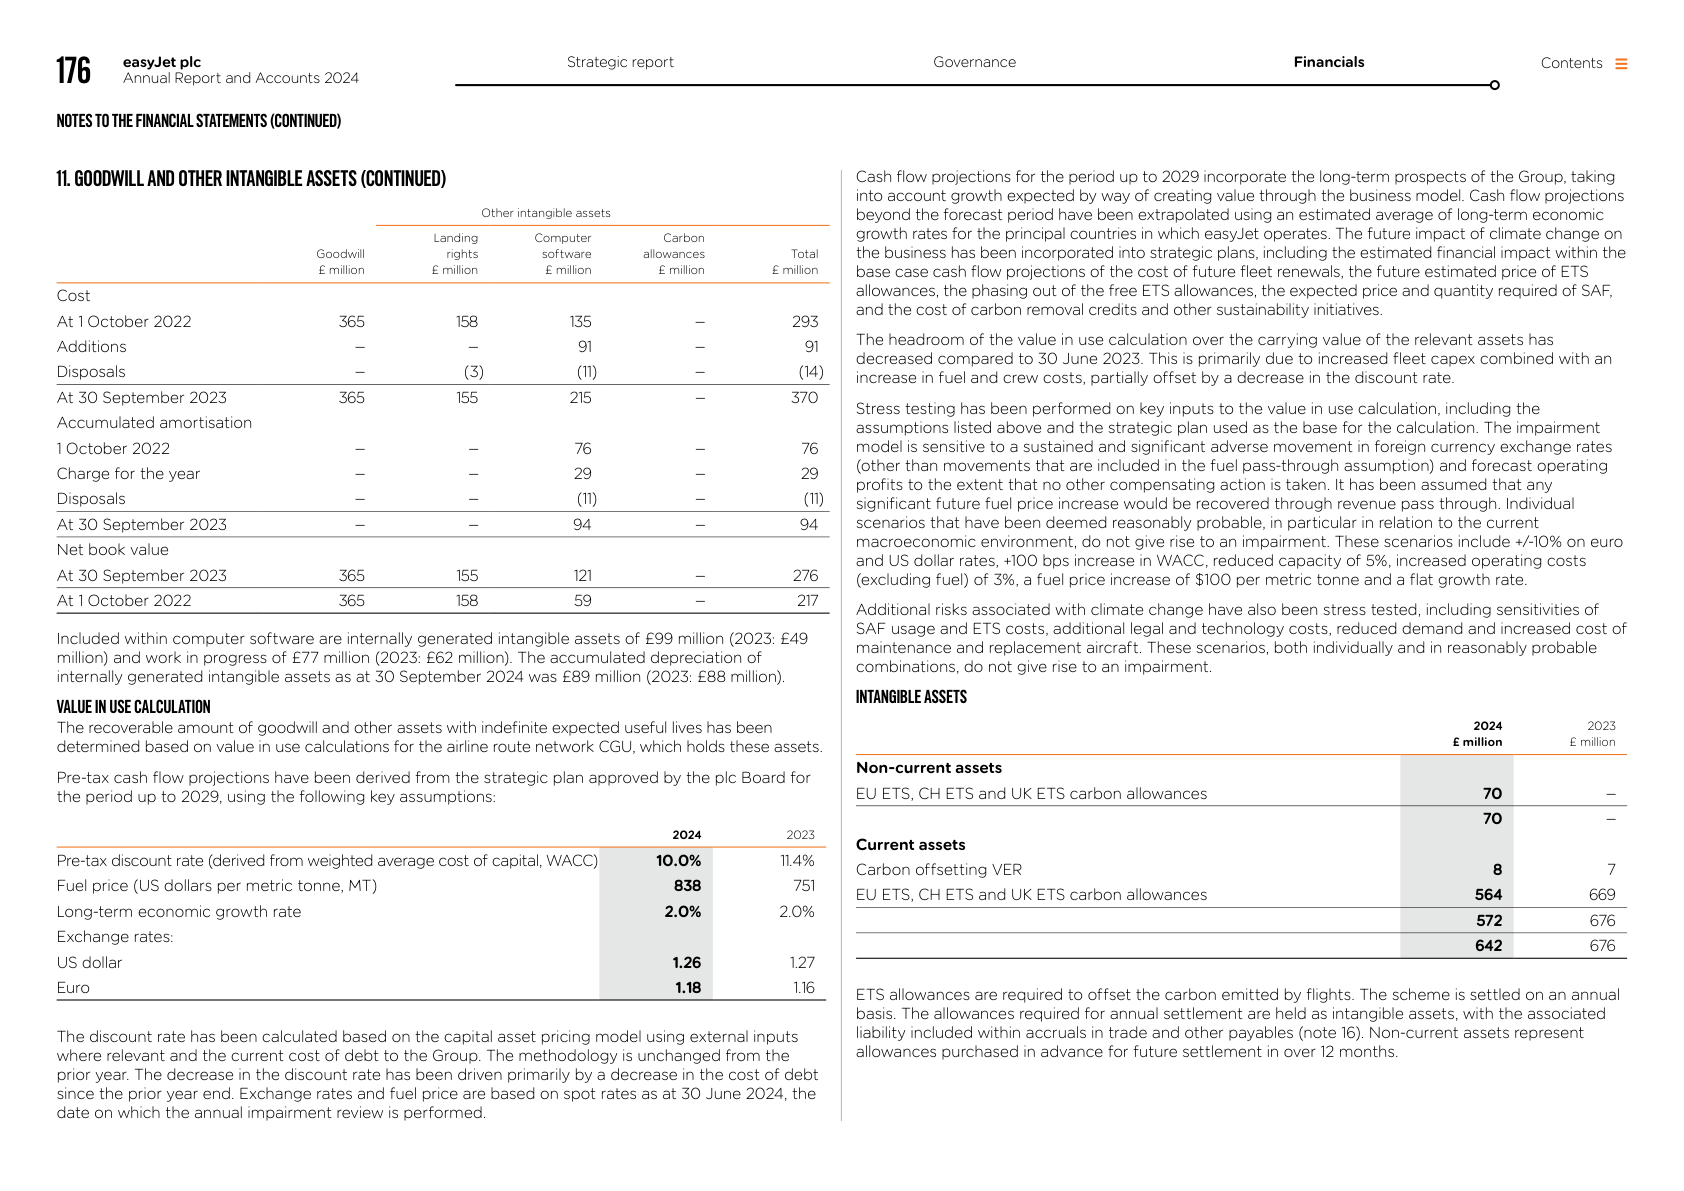 176
easyJet plc
Annual Report and Accounts 2024
Strategic report
Governance
Financials
Contents
NOTES TO THE FINANCIAL STATEMENTS (CONTINUED)
11. GOODWILL AND OTHER INTANGIBLE ASSETS (CONTINUED)
Other intangible assets
Goodwill £ million Landing rights £ million Computer software £ million Carbon allowances £ million Total £ million
Cost
At 1 October 2022 365 158 135 – 293
Additions – – 91 – 91
Disposals – (3) (11) – (14)
At 30 September 2023 365 155 215 – 370
Accumulated amortisation
1 October 2022 – – 76 – 76
Charge for the year – – 29 – 29
Disposals – – (11) – (11)
At 30 September 2023 – – 94 – 94
Net book value
At 30 September 2023 365 155 121 – 276
At 1 October 2022 365 158 59 – 217
Included within computer software are internally generated intangible assets of £99 million (2023: £49
million) and work in progress of £77 million (2023: £62 million). The accumulated depreciation of
internally generated intangible assets as at 30 September 2024 was £89 million (2023: £88 million).
VALUE IN USE CALCULATION
The recoverable amount of goodwill and other assets with indefinite expected useful lives has been
determined based on value in use calculations for the airline route network CGU, which holds these assets.
Pre-tax cash flow projections have been derived from the strategic plan approved by the plc Board for
the period up to 2029, using the following key assumptions:
2024 2023
Pre-tax discount rate (derived from weighted average cost of capital, WACC) 10.0% 11.4%
Fuel price (US dollars per metric tonne, MT) 838 751
Long-term economic growth rate 2.0% 2.0%
Exchange rates:
US dollar 1.26 1.27
Euro 1.18 1.16
The discount rate has been calculated based on the capital asset pricing model using external inputs
where relevant and the current cost of debt to the Group. The methodology is unchanged from the
prior year. The decrease in the discount rate has been driven primarily by a decrease in the cost of debt
since the prior year end. Exchange rates and fuel price are based on spot rates as at 30 June 2024, the
date on which the annual impairment review is performed.
Cash flow projections for the period up to 2029 incorporate the long-term prospects of the Group, taking
into account growth expected by way of creating value through the business model. Cash flow projections
beyond the forecast period have been extrapolated using an estimated average of long-term economic
growth rates for the principal countries in which easyJet operates. The future impact of climate change on
the business has been incorporated into strategic plans, including the estimated financial impact within the
base case cash flow projections of the cost of future fleet renewals, the future estimated price of ETS
allowances, the phasing out of the free ETS allowances, the expected price and quantity required of SAF,
and the cost of carbon removal credits and other sustainability initiatives.
The headroom of the value in use calculation over the carrying value of the relevant assets has
decreased compared to 30 June 2023. This is primarily due to increased fleet capex combined with an
increase in fuel and crew costs, partially offset by a decrease in the discount rate.
Stress testing has been performed on key inputs to the value in use calculation, including the
assumptions listed above and the strategic plan used as the base for the calculation. The impairment
model is sensitive to a sustained and significant adverse movement in foreign currency exchange rates
(other than movements that are included in the fuel pass-through assumption) and forecast operating
profits to the extent that no other compensating action is taken. It has been assumed that any
significant future fuel price increase would be recovered through revenue pass through. Individual
scenarios that have been deemed reasonably probable, in particular in relation to the current
macroeconomic environment, do not give rise to an impairment. These scenarios include +/-10% on euro
and US dollar rates, +100 bps increase in WACC, reduced capacity of 5%, increased operating costs
(excluding fuel) of 3%, a fuel price increase of $100 per metric tonne and a flat growth rate.
Additional risks associated with climate change have also been stress tested, including sensitivities of
SAF usage and ETS costs, additional legal and technology costs, reduced demand and increased cost of
maintenance and replacement aircraft. These scenarios, both individually and in reasonably probable
combinations, do not give rise to an impairment.
INTANGIBLE ASSETS
2024 £ million 2023 £ million
Non-current assets
EU ETS, CH ETS and UK ETS carbon allowances 70 –
70 –
Current assets
Carbon offsetting VER 8 7
EU ETS, CH ETS and UK ETS carbon allowances 564 669
572 676
642 676
ETS allowances are required to offset the carbon emitted by flights. The scheme is settled on an annual
basis. The allowances required for annual settlement are held as intangible assets, with the associated
liability included within accruals in trade and other payables (note 16). Non-current assets represent
allowances purchased in advance for future settlement in over 12 months.